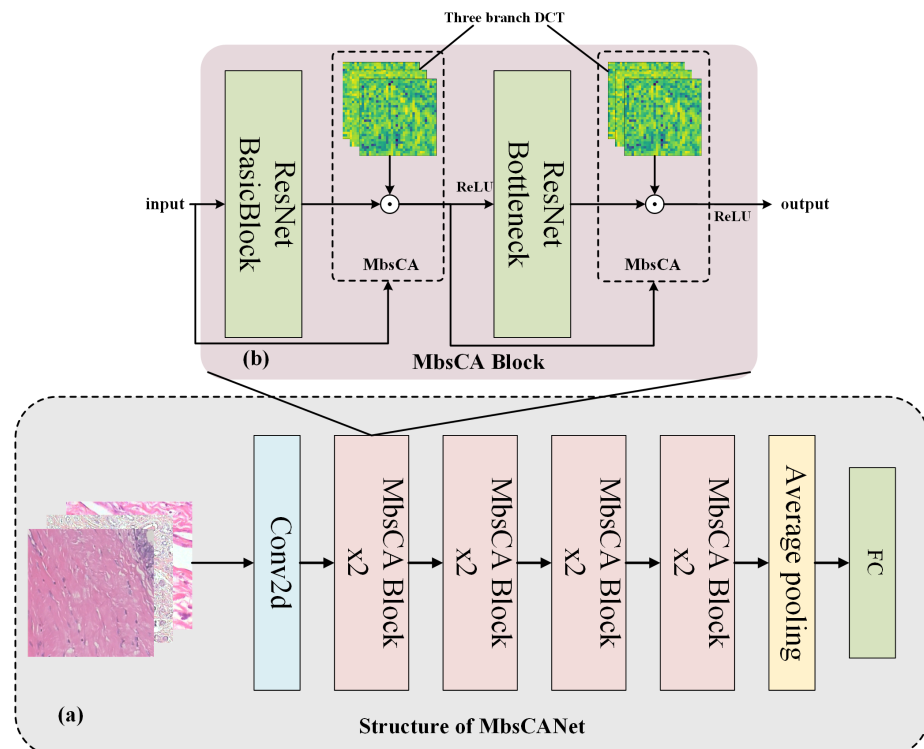 Three branch DCT
ResNet
BasicBlock
ResNet
Bottleneck
input
ReLU
ReLU
output
MbsCA
MbsCA
(b)
MbsCA Block
Conv2d
MbsCA Block
x2
MbsCA Block
x2
MbsCA Block
x2
MbsCA Block
x2
Average pooling
FC
(a)
Structure of MbsCANet